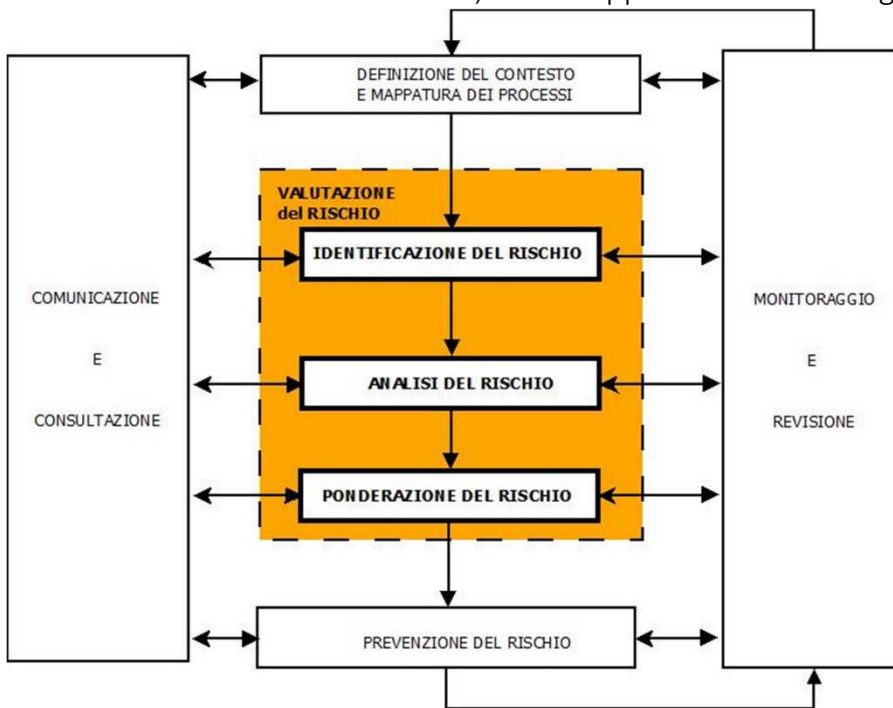 DEFINIZIONE DEL CONTESTO
E MAPPATURA DEI PROCESSI
VALUTAZIONE
del RISCHIO
IDENTIFICAZIONE DEL RISCHIO
COMUNICAZIONE
E
CONSULTAZIONE
MONITORAGGIO
E
REVISIONE
ANALISI DEL RISCHIO
PONDERAZIONE DEL RISCHIO
PREVENZIONE DEL RISCHIO